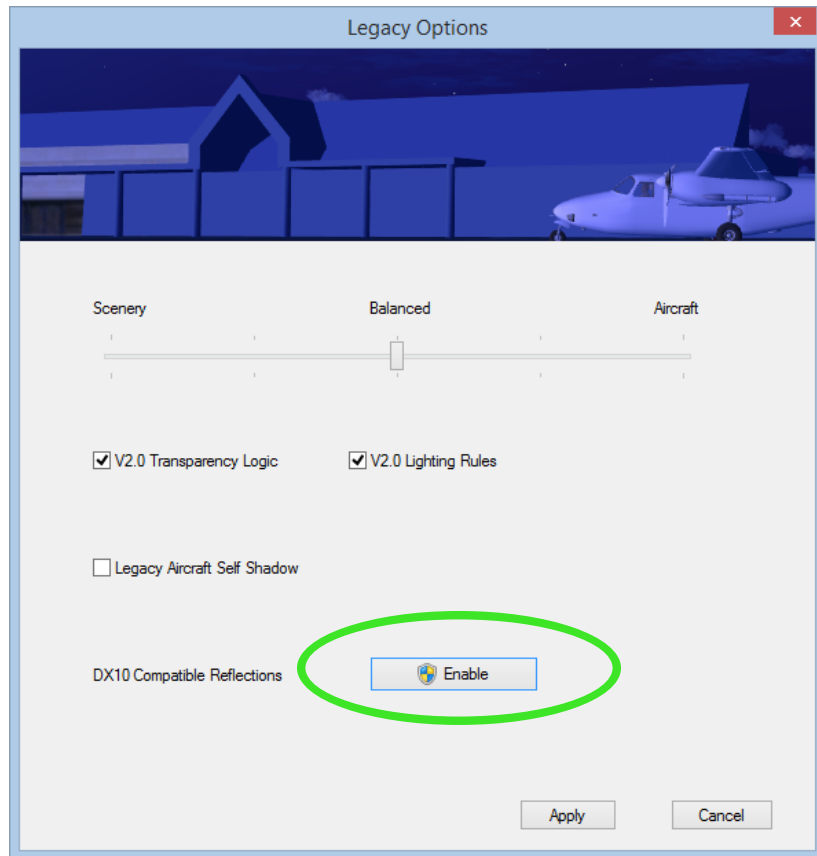 Legacy Options
Scenery Balanced Aircraft
V2.0 Transparency Logic V2.0 Lighting Rules
Legacy Aircraft Self Shadow
DX10 Compatible Reflections Enable
Apply Cancel